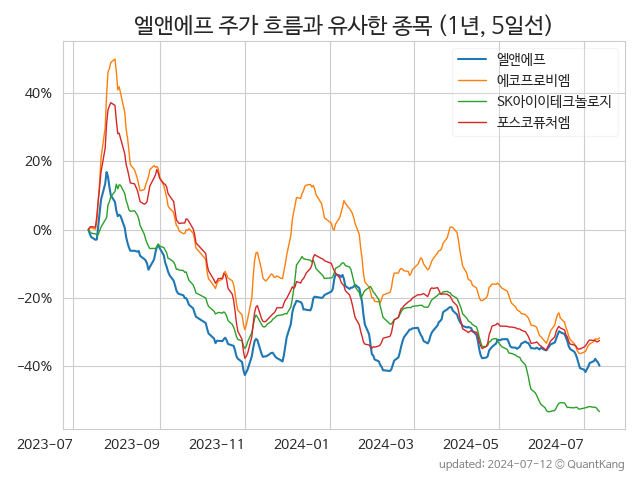 엘앤에프 주가 흐름과 유사한 종목 (1년, 5일선)
엘앤에프
에코프로비엠
SK아이이테크놀로지
포스코퓨처엠
40%
20%
0%
−20%
−40%
2023-07 2023-09 2023-11 2024-01 2024-03 2024-05 2024-07
updated: 2024-07-12 © QuantKang